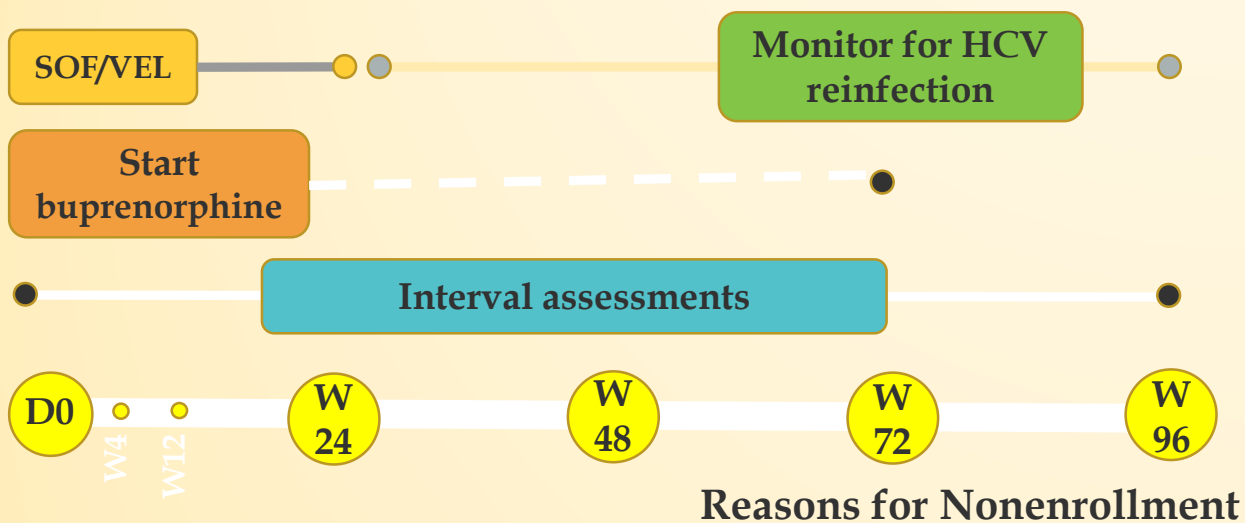 SOF/VEL
Monitor for HCV
reinfection
Start
buprenorphine
Interval assessments
D0
W4
W12
W
24
W
48
W
72
W
96
Reasons for Nonenrollment